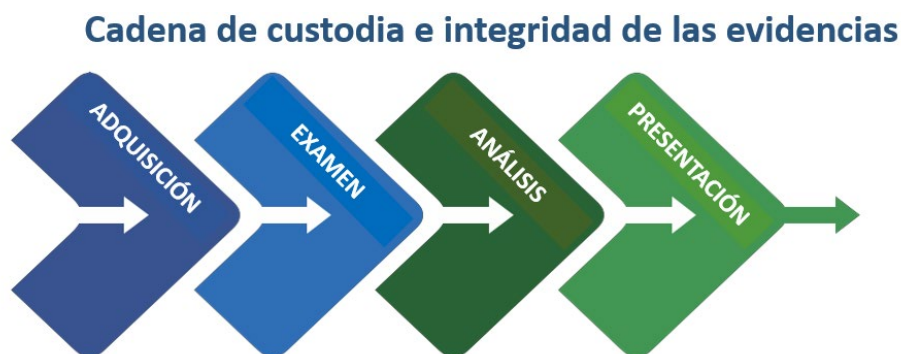 Cadena de custodia e integridad de las evidencias
ADQUISICIÓN
EXAMEN
ANÁLISIS
PRESENTACIÓN